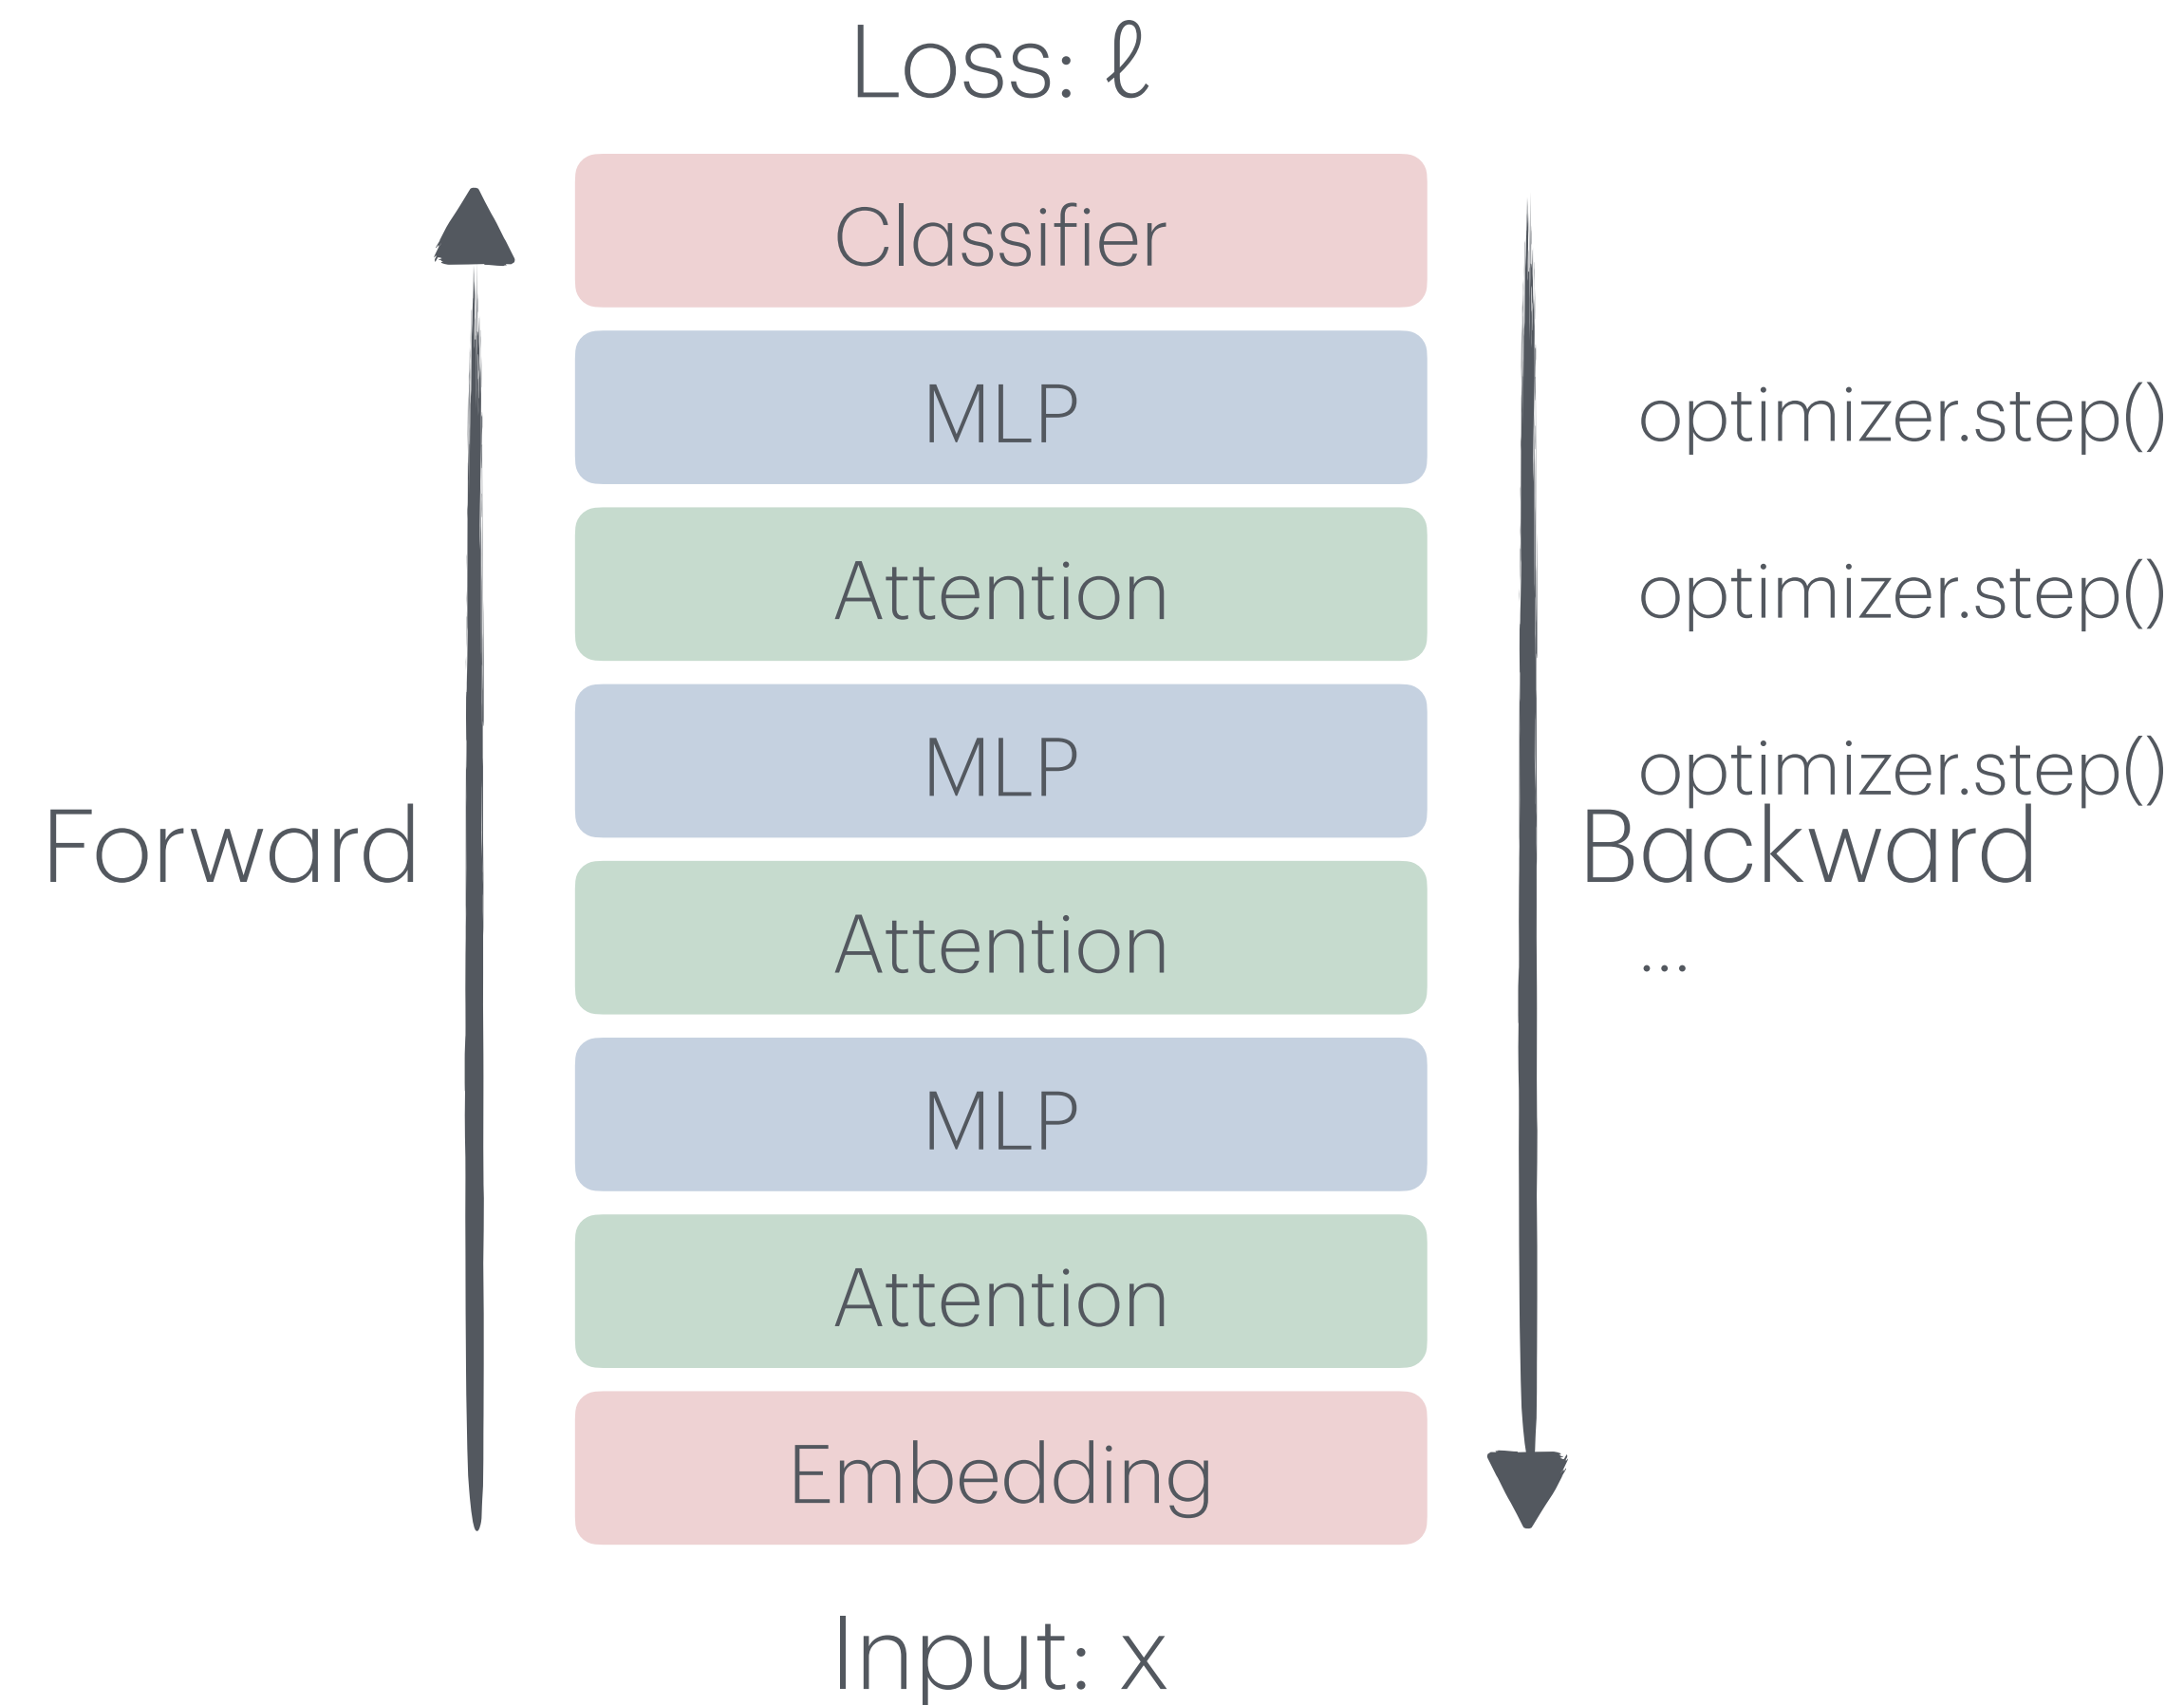 Loss: ℓ
Classifier
MLP
optimizer.step()
Attention
optimizer.step()
MLP
optimizer.step()
Forward
Backward
Attention
...
MLP
Attention
Embedding
Input: x